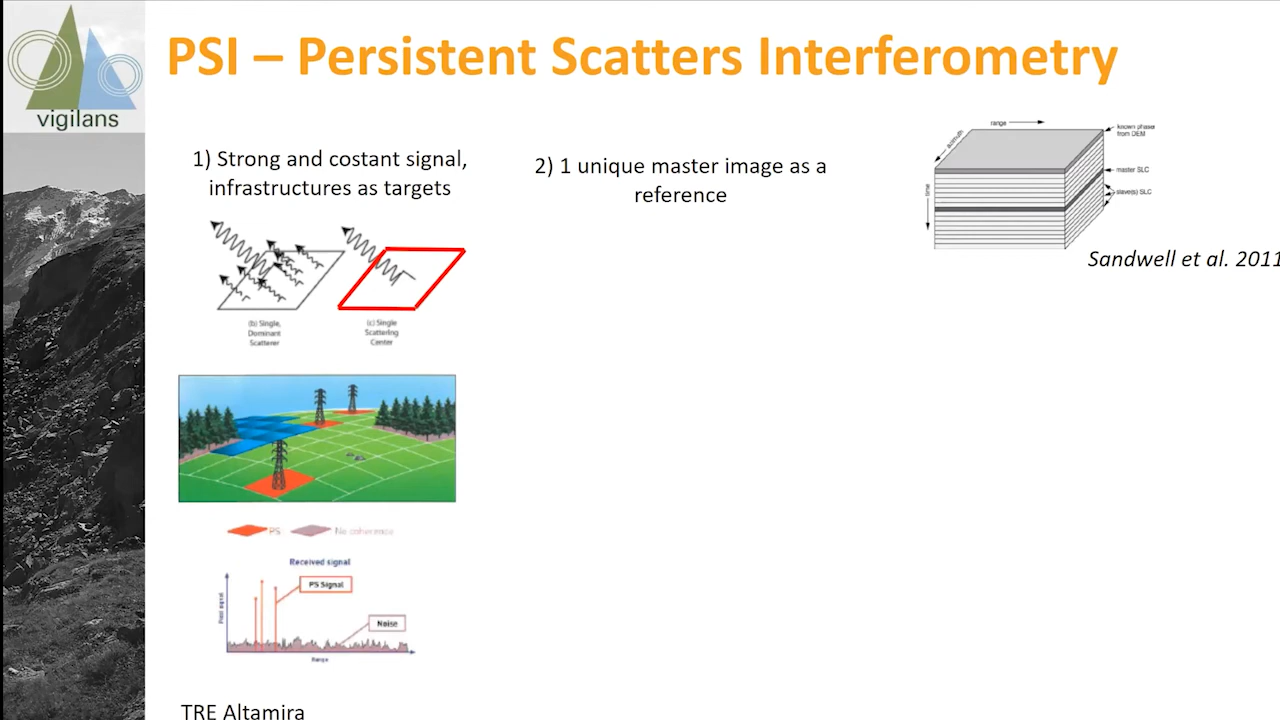 PSI – Persistent Scatters Interferometry
vigilans
1) Strong and costant signal,
infrastructures as targets
2) 1 unique master image as a
reference
range
azimuth
time
known phase
from DEM
master SLC
slave(s) SLC
Sandwell et al. 2011
(b) Single,
Dominant
Scatterer
(c) Single
Scattering
Center
PS
No coherence
Received signal
PS Signal
Noise
Range
TRE Altamira